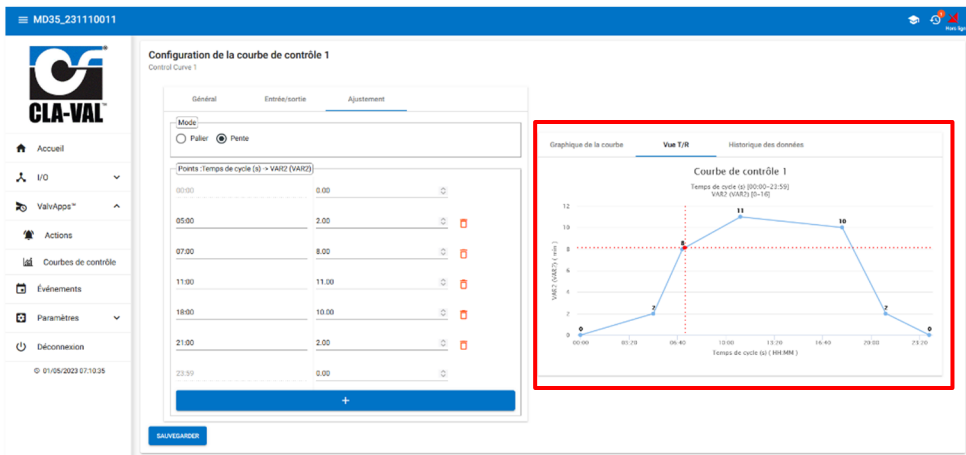 MD35_231110011
1
Hors lign
CLA-VAL™
Accueil
I/O
ValvApps™
Actions
Courbes de contrôle
Événements
Paramètres
Déconnexion
© 01/05/2023 07:10:35
Configuration de la courbe de contrôle 1
Control Curve 1
Général Entrée/sortie Ajustement
Mode
Palier Pente
Points :Temps de cycle (s) -> VAR2 (VAR2)
00:00 0.00
05:00 2.00
07:00 8.00
11:00 11.00
18:00 10.00
21:00 2.00
23:59 0.00
+
SAUVEGARDER
Graphique de la courbe Vue T/R Historique des données
Courbe de contrôle 1
Temps de cycle (s) [00:00~23:59]
VAR2 (VAR2) [0~16]
VAR2 (VAR2) ( min )
12
10
8
6
4
2
0
0 2 8 11 10 2 0
00:00 03:20 06:40 10:00 13:20 16:40 20:00 23:20
Temps de cycle (s) ( HH:MM )